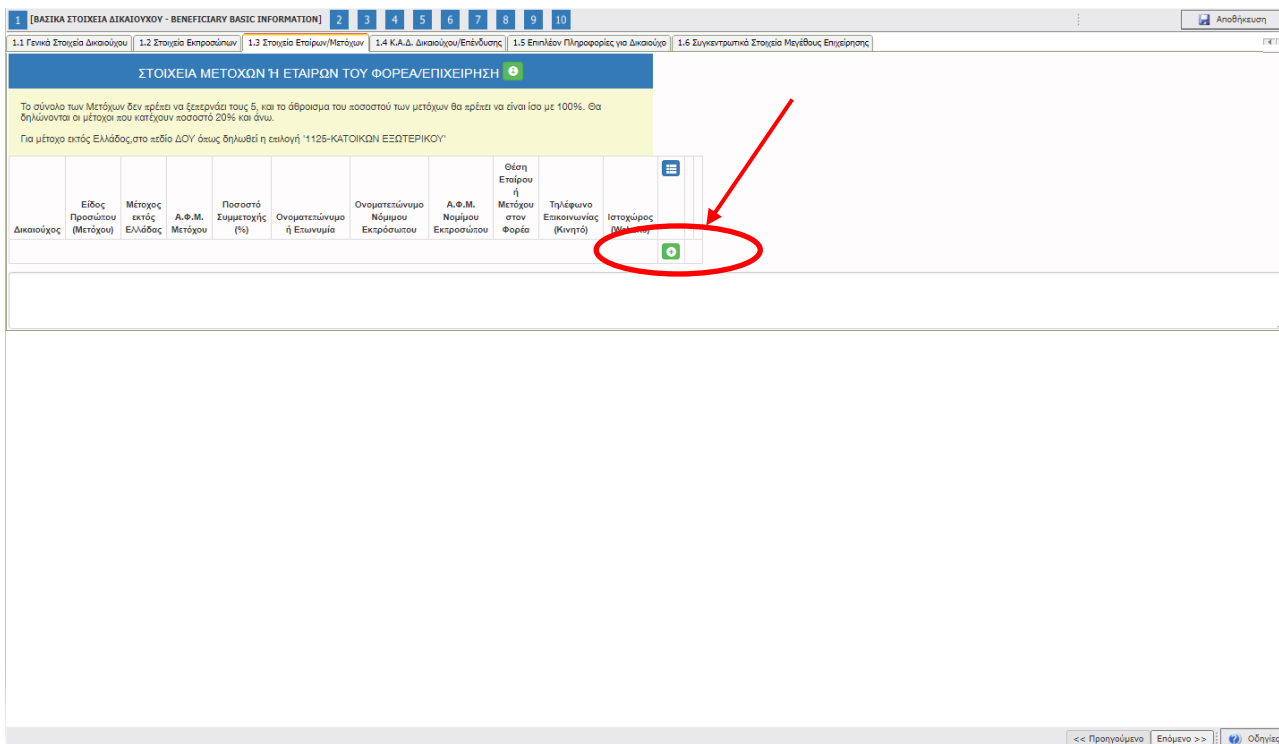 1 [ΒΑΣΙΚΑ ΣΤΟΙΧΕΙΑ ΔΙΚΑΙΟΥΧΟΥ - BENEFICIARY BASIC INFORMATION] 2 3 4 5 6 7 8 9 10 Αποθήκευση
1.1 Γενικά Στοιχεία Δικαιούχου 1.2 Στοιχεία Εκπροσώπων 1.3 Στοιχεία Εταίρων/Μετόχων 1.4 Κ.Α.Δ. Δικαιούχου/Επένδυσης 1.5 Επιπλέον Πληροφορίες για Δικαιούχο 1.6 Συγκεντρωτικά Στοιχεία Μεγέθους Επιχείρησης
ΣΤΟΙΧΕΙΑ ΜΕΤΟΧΩΝ Ή ΕΤΑΙΡΩΝ ΤΟΥ ΦΟΡΕΑ/ΕΠΙΧΕΙΡΗΣΗ
Το σύνολο των Μετόχων δεν πρέπει να ξεπερνάει τους 5, και το άθροισμα του ποσοστού των μετόχων θα πρέπει να είναι ίσο με 100%. Θα
δηλώνονται οι μέτοχοι που κατέχουν ποσοστό 20% και άνω.
Για μέτοχο εκτός Ελλάδος,στο πεδίο ΔΟΥ όπως δηλωθεί η επιλογή '1125-ΚΑΤΟΙΚΩΝ ΕΞΩΤΕΡΙΚΟΥ'
Δικαιούχος
Είδος
Προσώπου
(Μετόχου)
Μέτοχος
εκτός
Ελλάδας
Α.Φ.Μ.
Μετόχου
Ποσοστό
Συμμετοχής
(%)
Ονοματεπώνυμο
ή Επωνυμία
Ονοματεπώνυμο
Νόμιμου
Εκπρόσωπου
Α.Φ.Μ.
Νομίμου
Εκπροσώπου
Θέση
Εταίρου
ή
Μετόχου
στον
Φορέα
Τηλέφωνο
Επικοινωνίας
(Κινητό)
Ιστοχώρος
(Website)
<< Προηγούμενο Επόμενο >> Οδηγίες